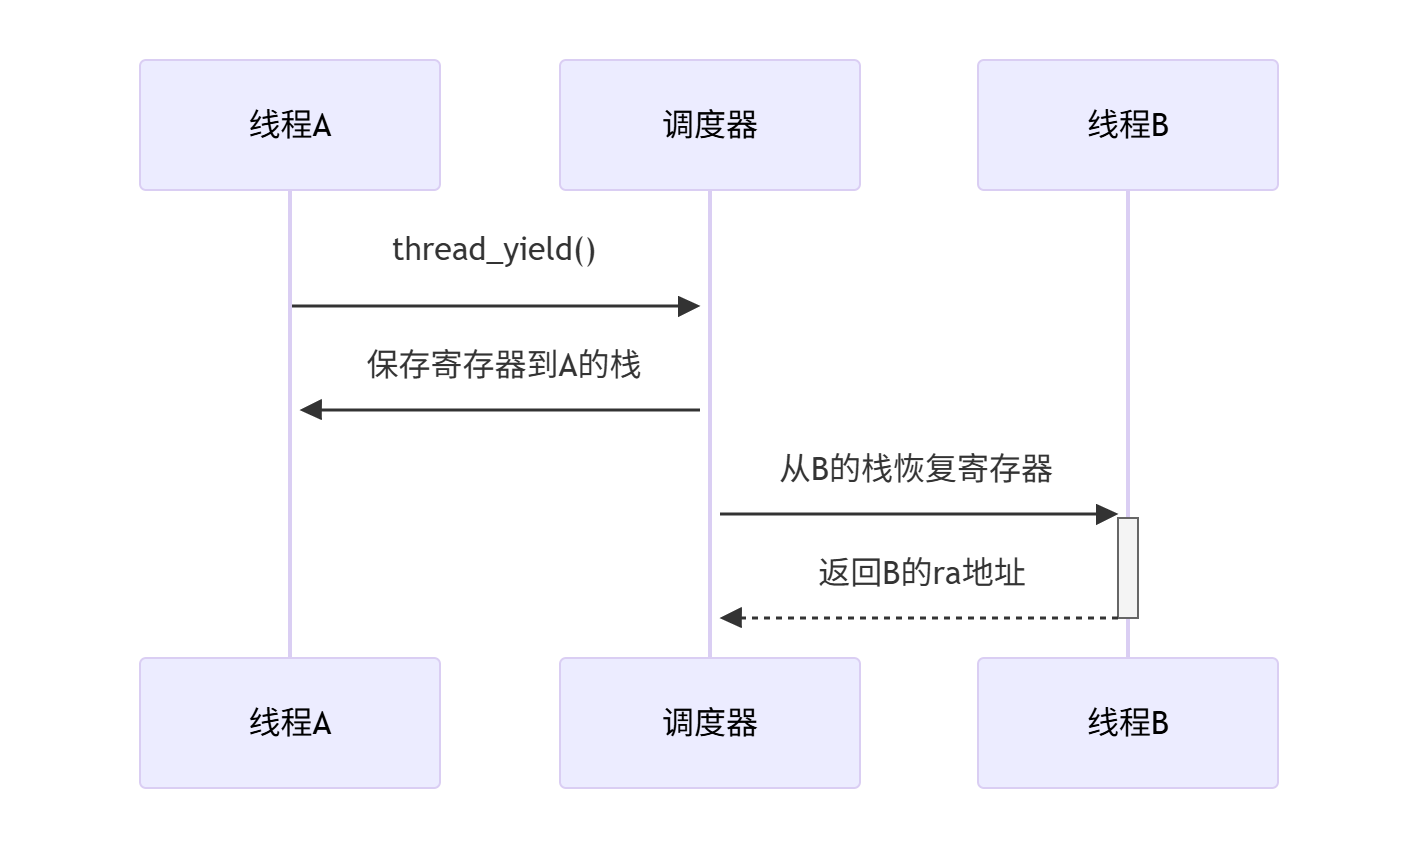 线程A
调度器
线程B
thread_yield()
保存寄存器到A的栈
从B的栈恢复寄存器
返回B的ra地址
线程A
调度器
线程B